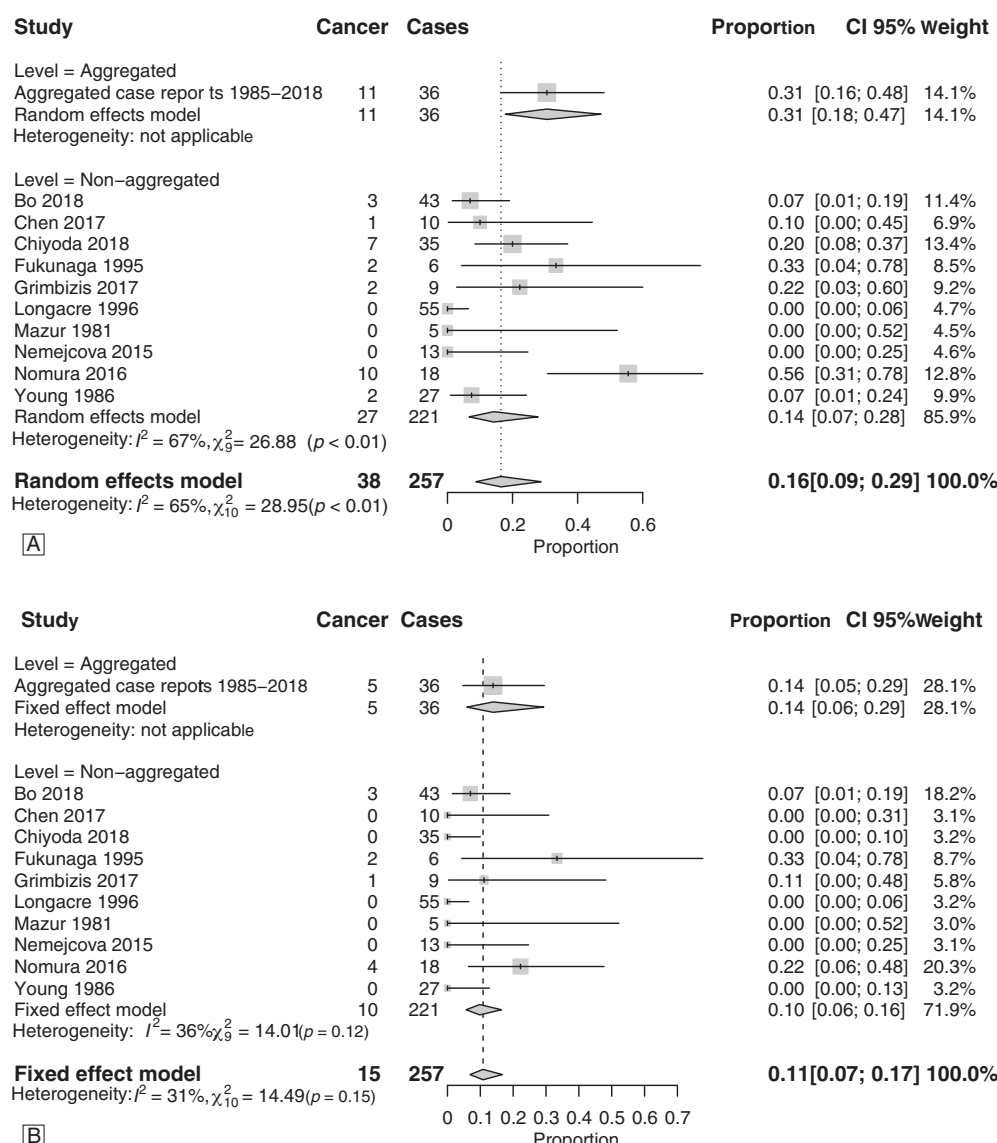 Study Cancer Cases Proportion CI 95% Weight
Level = Aggregated
Aggregated case repor ts 1985–2018 11 36 0.31 [0.16; 0.48] 14.1%
Random effects model 11 36 0.31 [0.18; 0.47] 14.1%
Heterogeneity: not applicable
Level = Non−aggregated
Bo 2018 3 43 0.07 [0.01; 0.19] 11.4%
Chen 2017 1 10 0.10 [0.00; 0.45] 6.9%
Chiyoda 2018 7 35 0.20 [0.08; 0.37] 13.4%
Fukunaga 1995 2 6 0.33 [0.04; 0.78] 8.5%
Grimbizis 2017 2 9 0.22 [0.03; 0.60] 9.2%
Longacre 1996 0 55 0.00 [0.00; 0.06] 4.7%
Mazur 1981 0 5 0.00 [0.00; 0.52] 4.5%
Nemejcova 2015 0 13 0.00 [0.00; 0.25] 4.6%
Nomura 2016 10 18 0.56 [0.31; 0.78] 12.8%
Young 1986 2 27 0.07 [0.01; 0.24] 9.9%
Random effects model 27 221 0.14 [0.07; 0.28] 85.9%
Heterogeneity: I² = 67%, χ²₉ = 26.88 (p < 0.01)
Random effects model 38 257 0.16[0.09; 0.29] 100.0%
Heterogeneity: I² = 65%, χ²₁₀ = 28.95(p < 0.01)
0 0.2 0.4 0.6
Proportion
A
Study Cancer Cases Proportion CI 95%Weight
Level = Aggregated
Aggregated case repots 1985–2018 5 36 0.14 [0.05; 0.29] 28.1%
Fixed effect model 5 36 0.14 [0.06; 0.29] 28.1%
Heterogeneity: not applicable
Level = Non−aggregated
Bo 2018 3 43 0.07 [0.01; 0.19] 18.2%
Chen 2017 0 10 0.00 [0.00; 0.31] 3.1%
Chiyoda 2018 0 35 0.00 [0.00; 0.10] 3.2%
Fukunaga 1995 2 6 0.33 [0.04; 0.78] 8.7%
Grimbizis 2017 1 9 0.11 [0.00; 0.48] 5.8%
Longacre 1996 0 55 0.00 [0.00; 0.06] 3.2%
Mazur 1981 0 5 0.00 [0.00; 0.52] 3.0%
Nemejcova 2015 0 13 0.00 [0.00; 0.25] 3.1%
Nomura 2016 4 18 0.22 [0.06; 0.48] 20.3%
Young 1986 0 27 0.00 [0.00; 0.13] 3.2%
Fixed effect model 10 221 0.10 [0.06; 0.16] 71.9%
Heterogeneity: I² = 36%χ²₉ = 14.01(p = 0.12)
Fixed effect model 15 257 0.11[0.07; 0.17] 100.0%
Heterogeneity: I² = 31%, χ²₁₀ = 14.49(p = 0.15)
0 0.1 0.2 0.3 0.4 0.5 0.6 0.7
Proportion
B